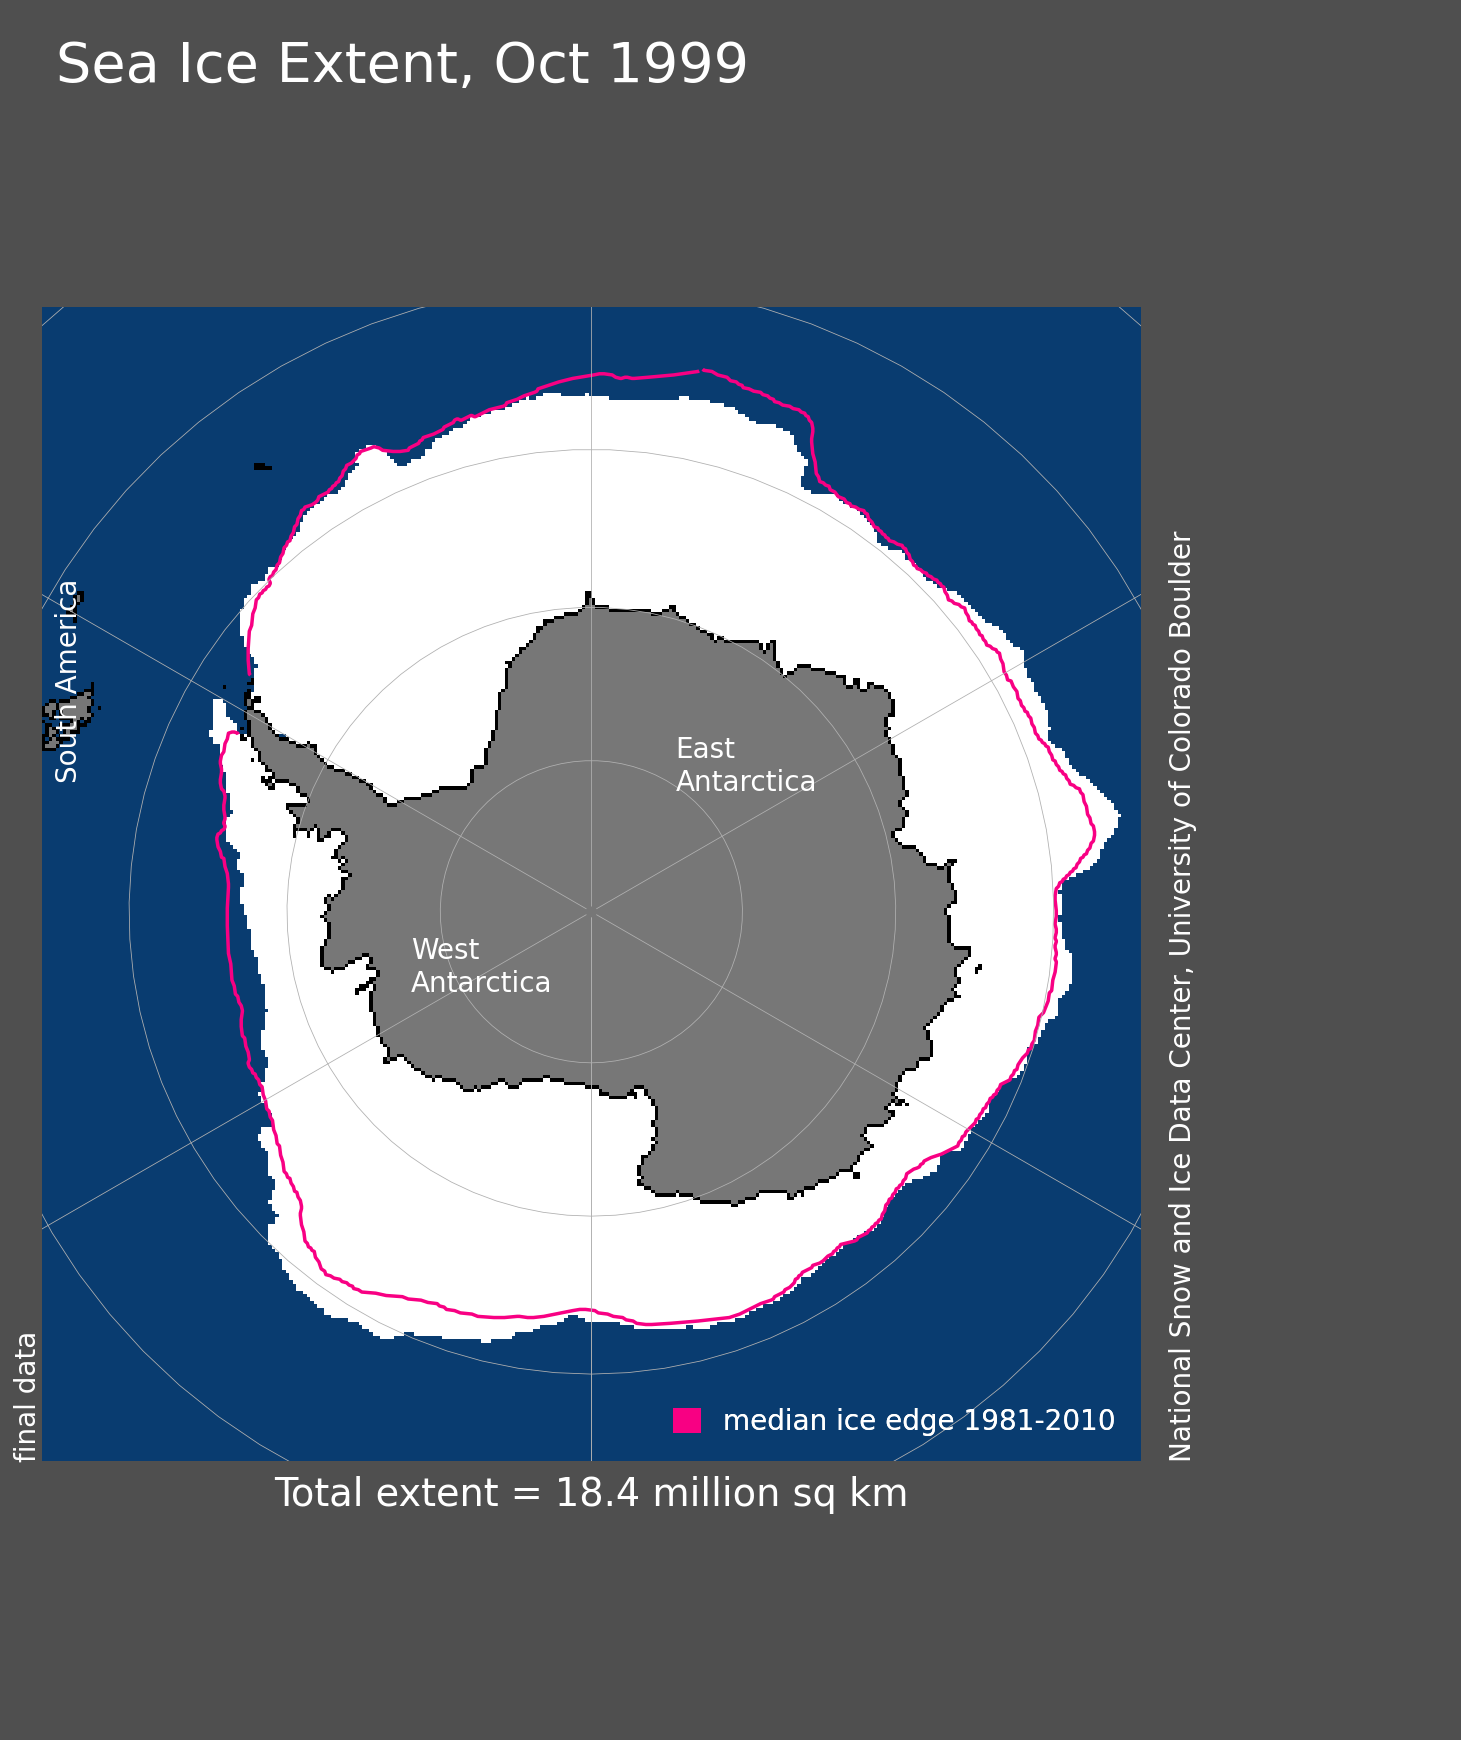 Sea Ice Extent, Oct 1999
South America
East
Antarctica
West
Antarctica
median ice edge 1981-2010
final data
National Snow and Ice Data Center, University of Colorado Boulder
Total extent = 18.4 million sq km